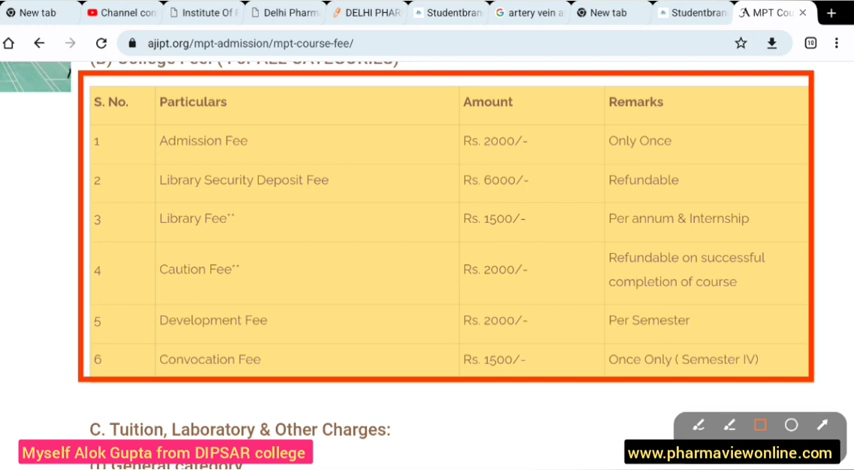 New tab
Channel con
Institute Of F
Delhi Pharm
DELHI PHAR
Studentbran
artery vein a
New tab
Studentbran
MPT Cou
ajipt.org/mpt-admission/mpt-course-fee/
10
S. No. Particulars Amount Remarks
1 Admission Fee Rs. 2000/- Only Once
2 Library Security Deposit Fee Rs. 6000/- Refundable
3 Library Fee** Rs. 1500/- Per annum & Internship
4 Caution Fee** Rs. 2000/- Refundable on successful
completion of course
5 Development Fee Rs. 2000/- Per Semester
6 Convocation Fee Rs. 1500/- Once Only ( Semester IV)
C. Tuition, Laboratory & Other Charges:
Myself Alok Gupta from DIPSAR college
www.pharmaviewonline.com